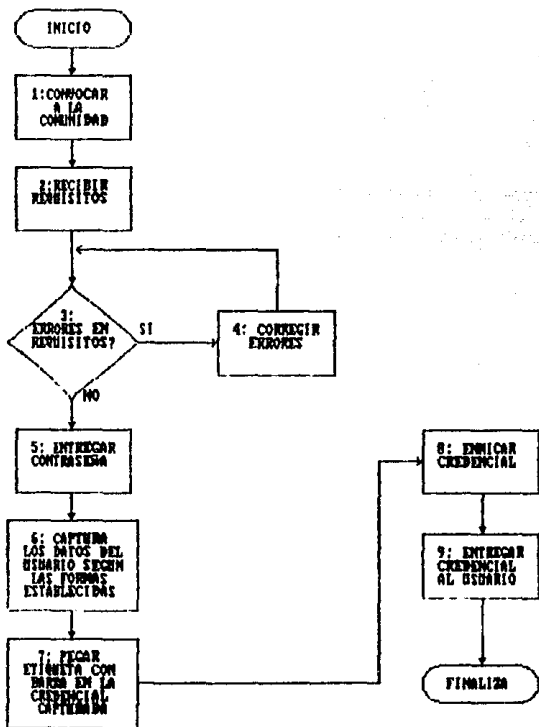 INICIO
1:CONVOCAR
A LA
COMUNIDAD
2:RECIBIR
REQUISITOS
3:
ERRORES EN
REQUISITOS?
SI
4: CORREGIR
ERRORES
NO
5: ENTREGAR
CONTRASEÑA
6: CAPTURA
LOS DATOS DEL
USUARIO SEGUN
LAS FORMAS
ESTABLECIDAS
7: PEGAR
ETIQUETA CON
BARRA EN LA
CREDENCIAL
CAPTURADA
8: ENMICAR
CREDENCIAL
9: ENTREGAR
CREDENCIAL
AL USUARIO
FINALIZA